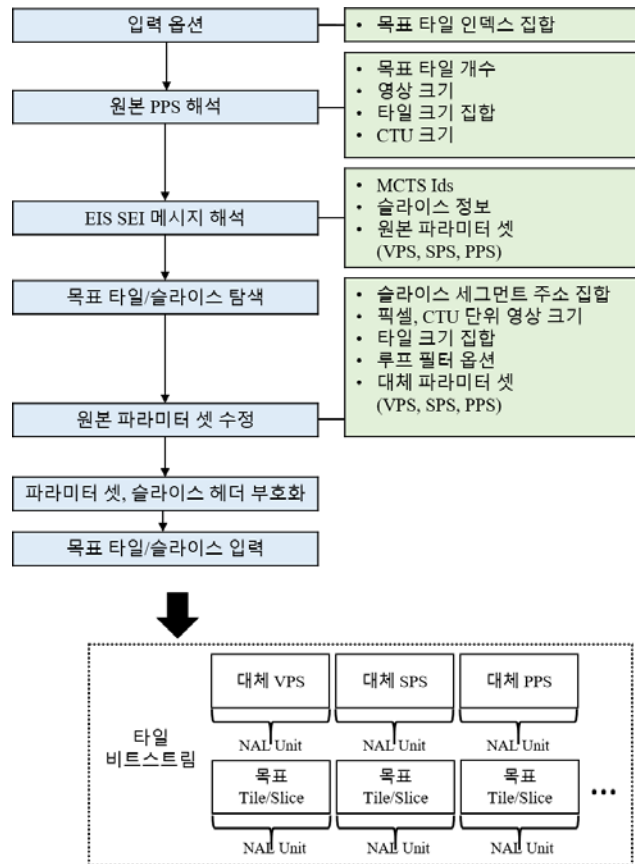 입력 옵션
• 목표 타일 인덱스 집합
원본 PPS 해석
• 목표 타일 개수
• 영상 크기
• 타일 크기 집합
• CTU 크기
EIS SEI 메시지 해석
• MCTS Ids
• 슬라이스 정보
• 원본 파라미터 셋
(VPS, SPS, PPS)
목표 타일/슬라이스 탐색
• 슬라이스 세그먼트 주소 집합
• 픽셀, CTU 단위 영상 크기
• 타일 크기 집합
• 루프 필터 옵션
• 대체 파라미터 셋
(VPS, SPS, PPS)
원본 파라미터 셋 수정
파라미터 셋, 슬라이스 헤더 부호화
목표 타일/슬라이스 입력
타일
비트스트림
대체 VPS
대체 SPS
대체 PPS
NAL Unit
NAL Unit
NAL Unit
목표
Tile/Slice
목표
Tile/Slice
목표
Tile/Slice
•••
NAL Unit
NAL Unit
NAL Unit